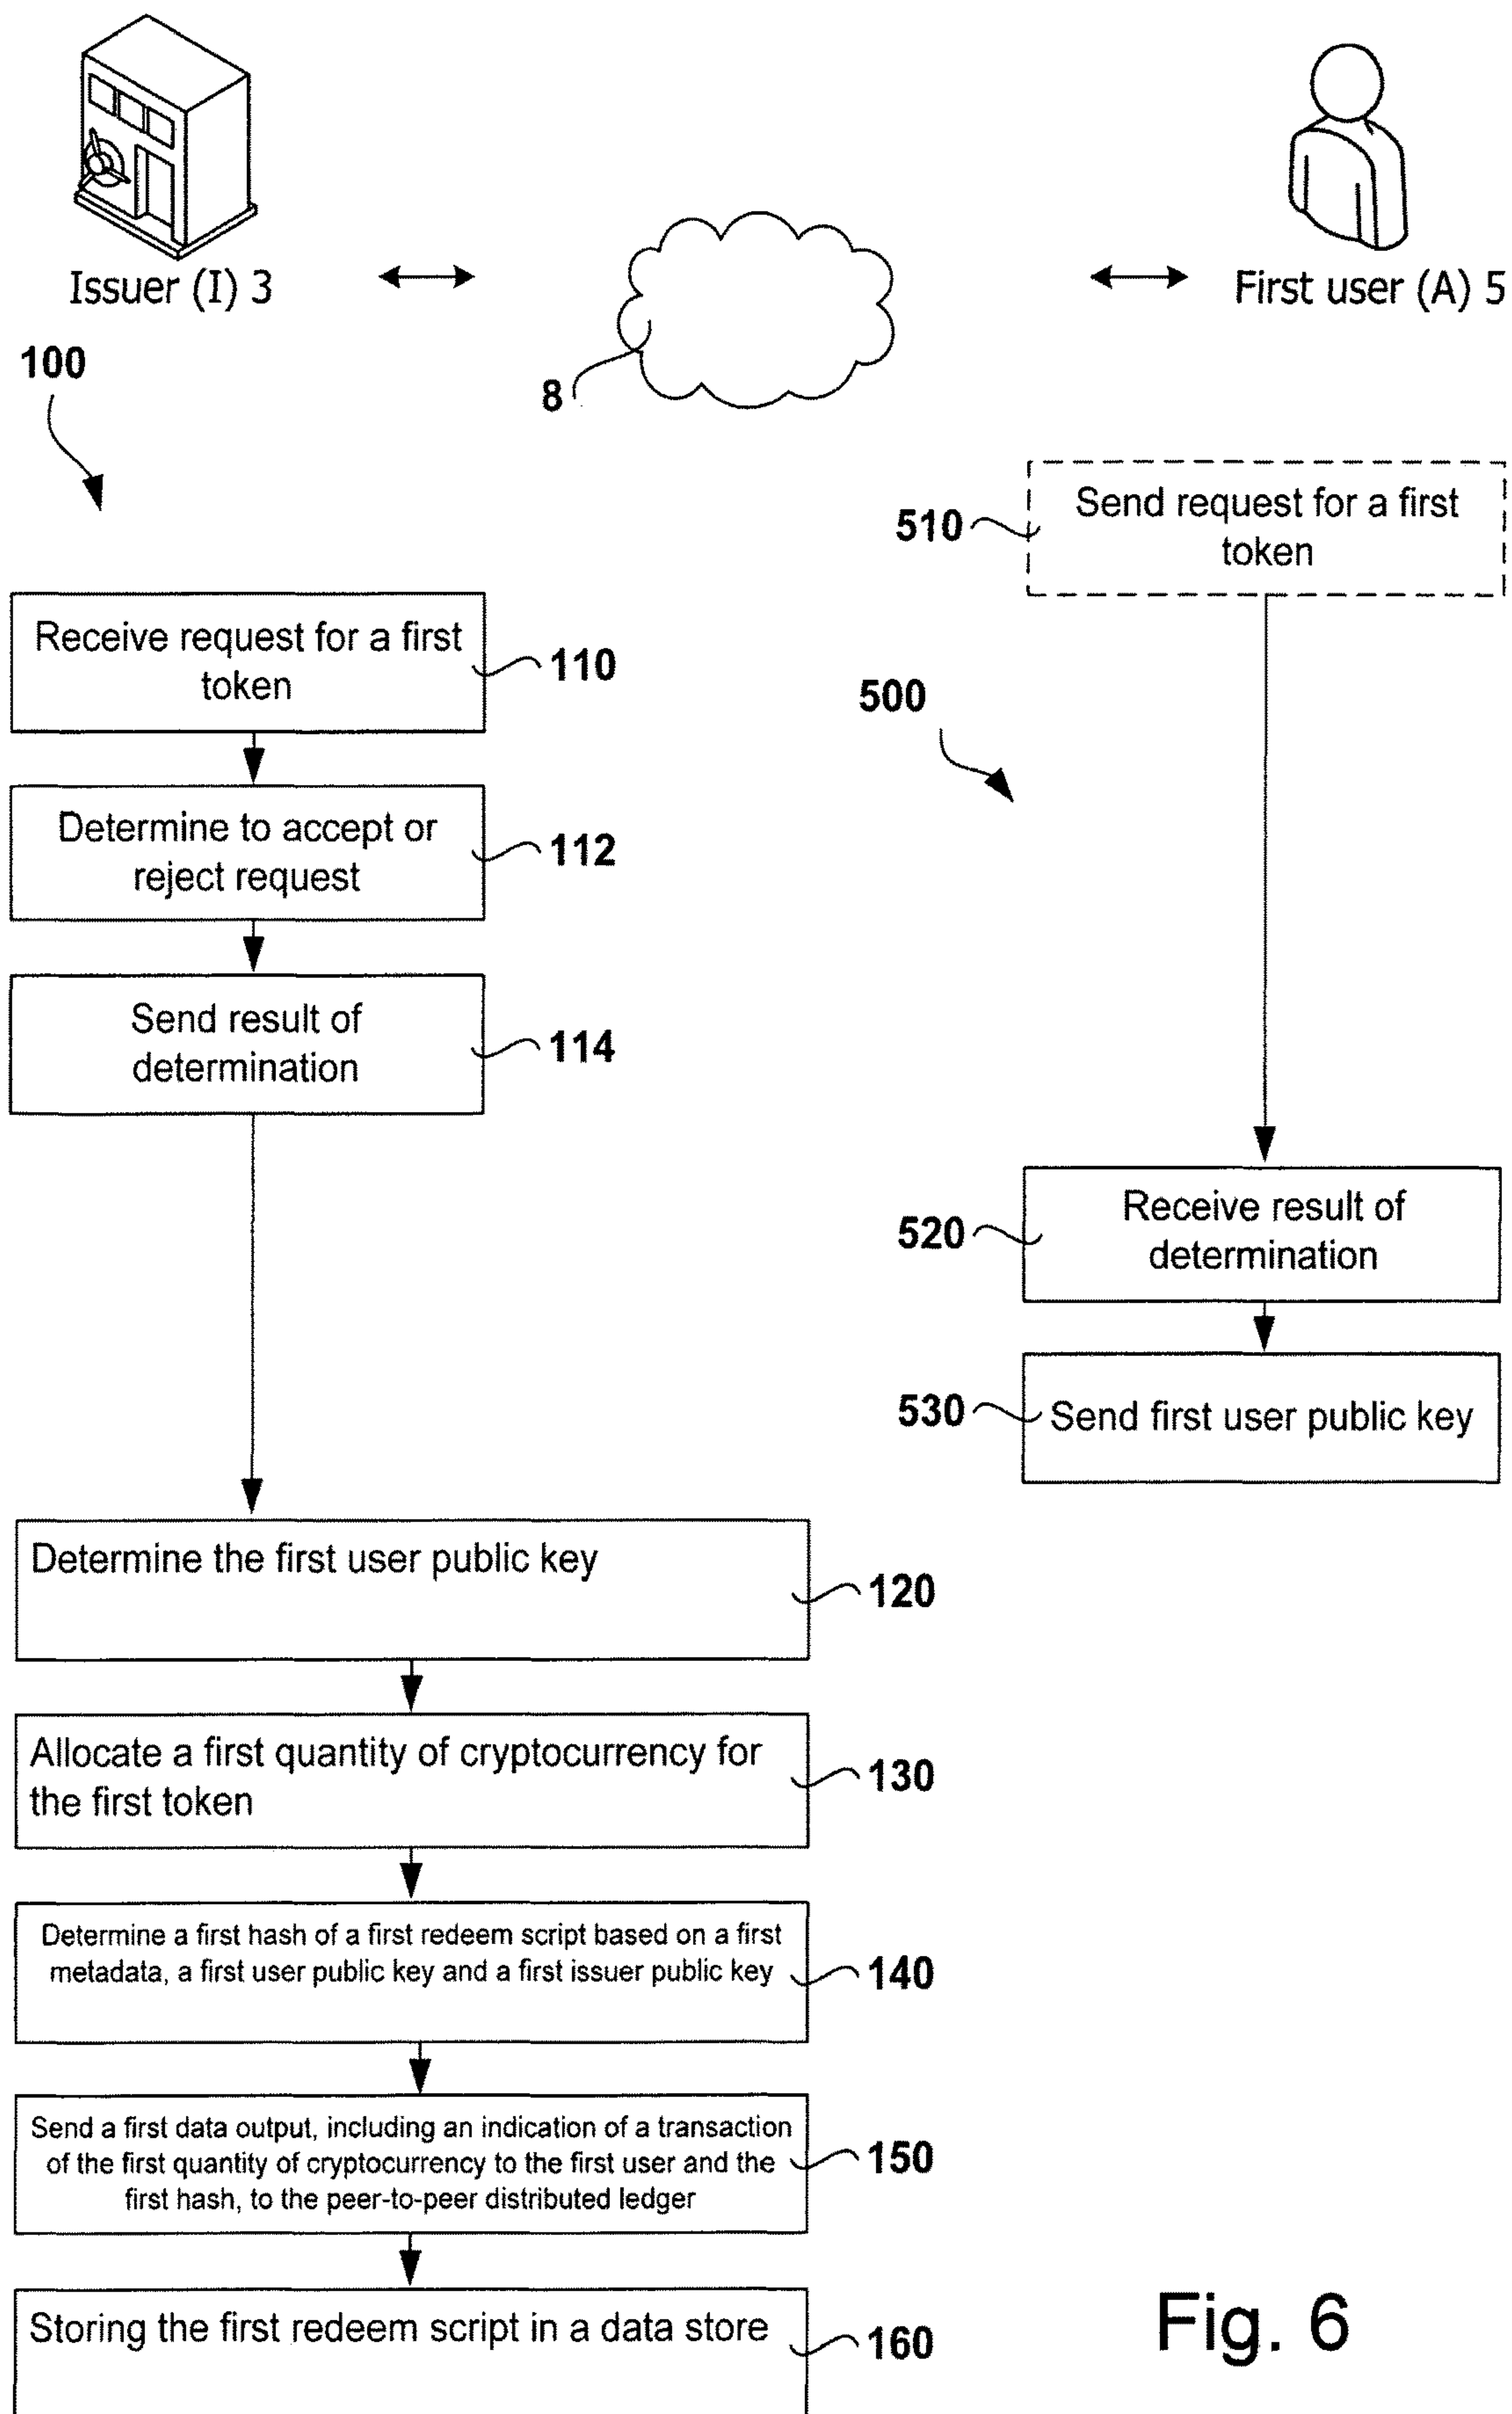 Issuer (I) 3
First user (A) 5
100
8
510
Send request for a first
token
Receive request for a first
token
110
500
Determine to accept or
reject request
112
Send result of
determination
114
520
Receive result of
determination
530
Send first user public key
Determine the first user public key
120
Allocate a first quantity of cryptocurrency for
the first token
130
Determine a first hash of a first redeem script based on a first
metadata, a first user public key and a first issuer public key
140
Send a first data output, including an indication of a transaction
of the first quantity of cryptocurrency to the first user and the
first hash, to the peer-to-peer distributed ledger
150
Storing the first redeem script in a data store
160
Fig. 6